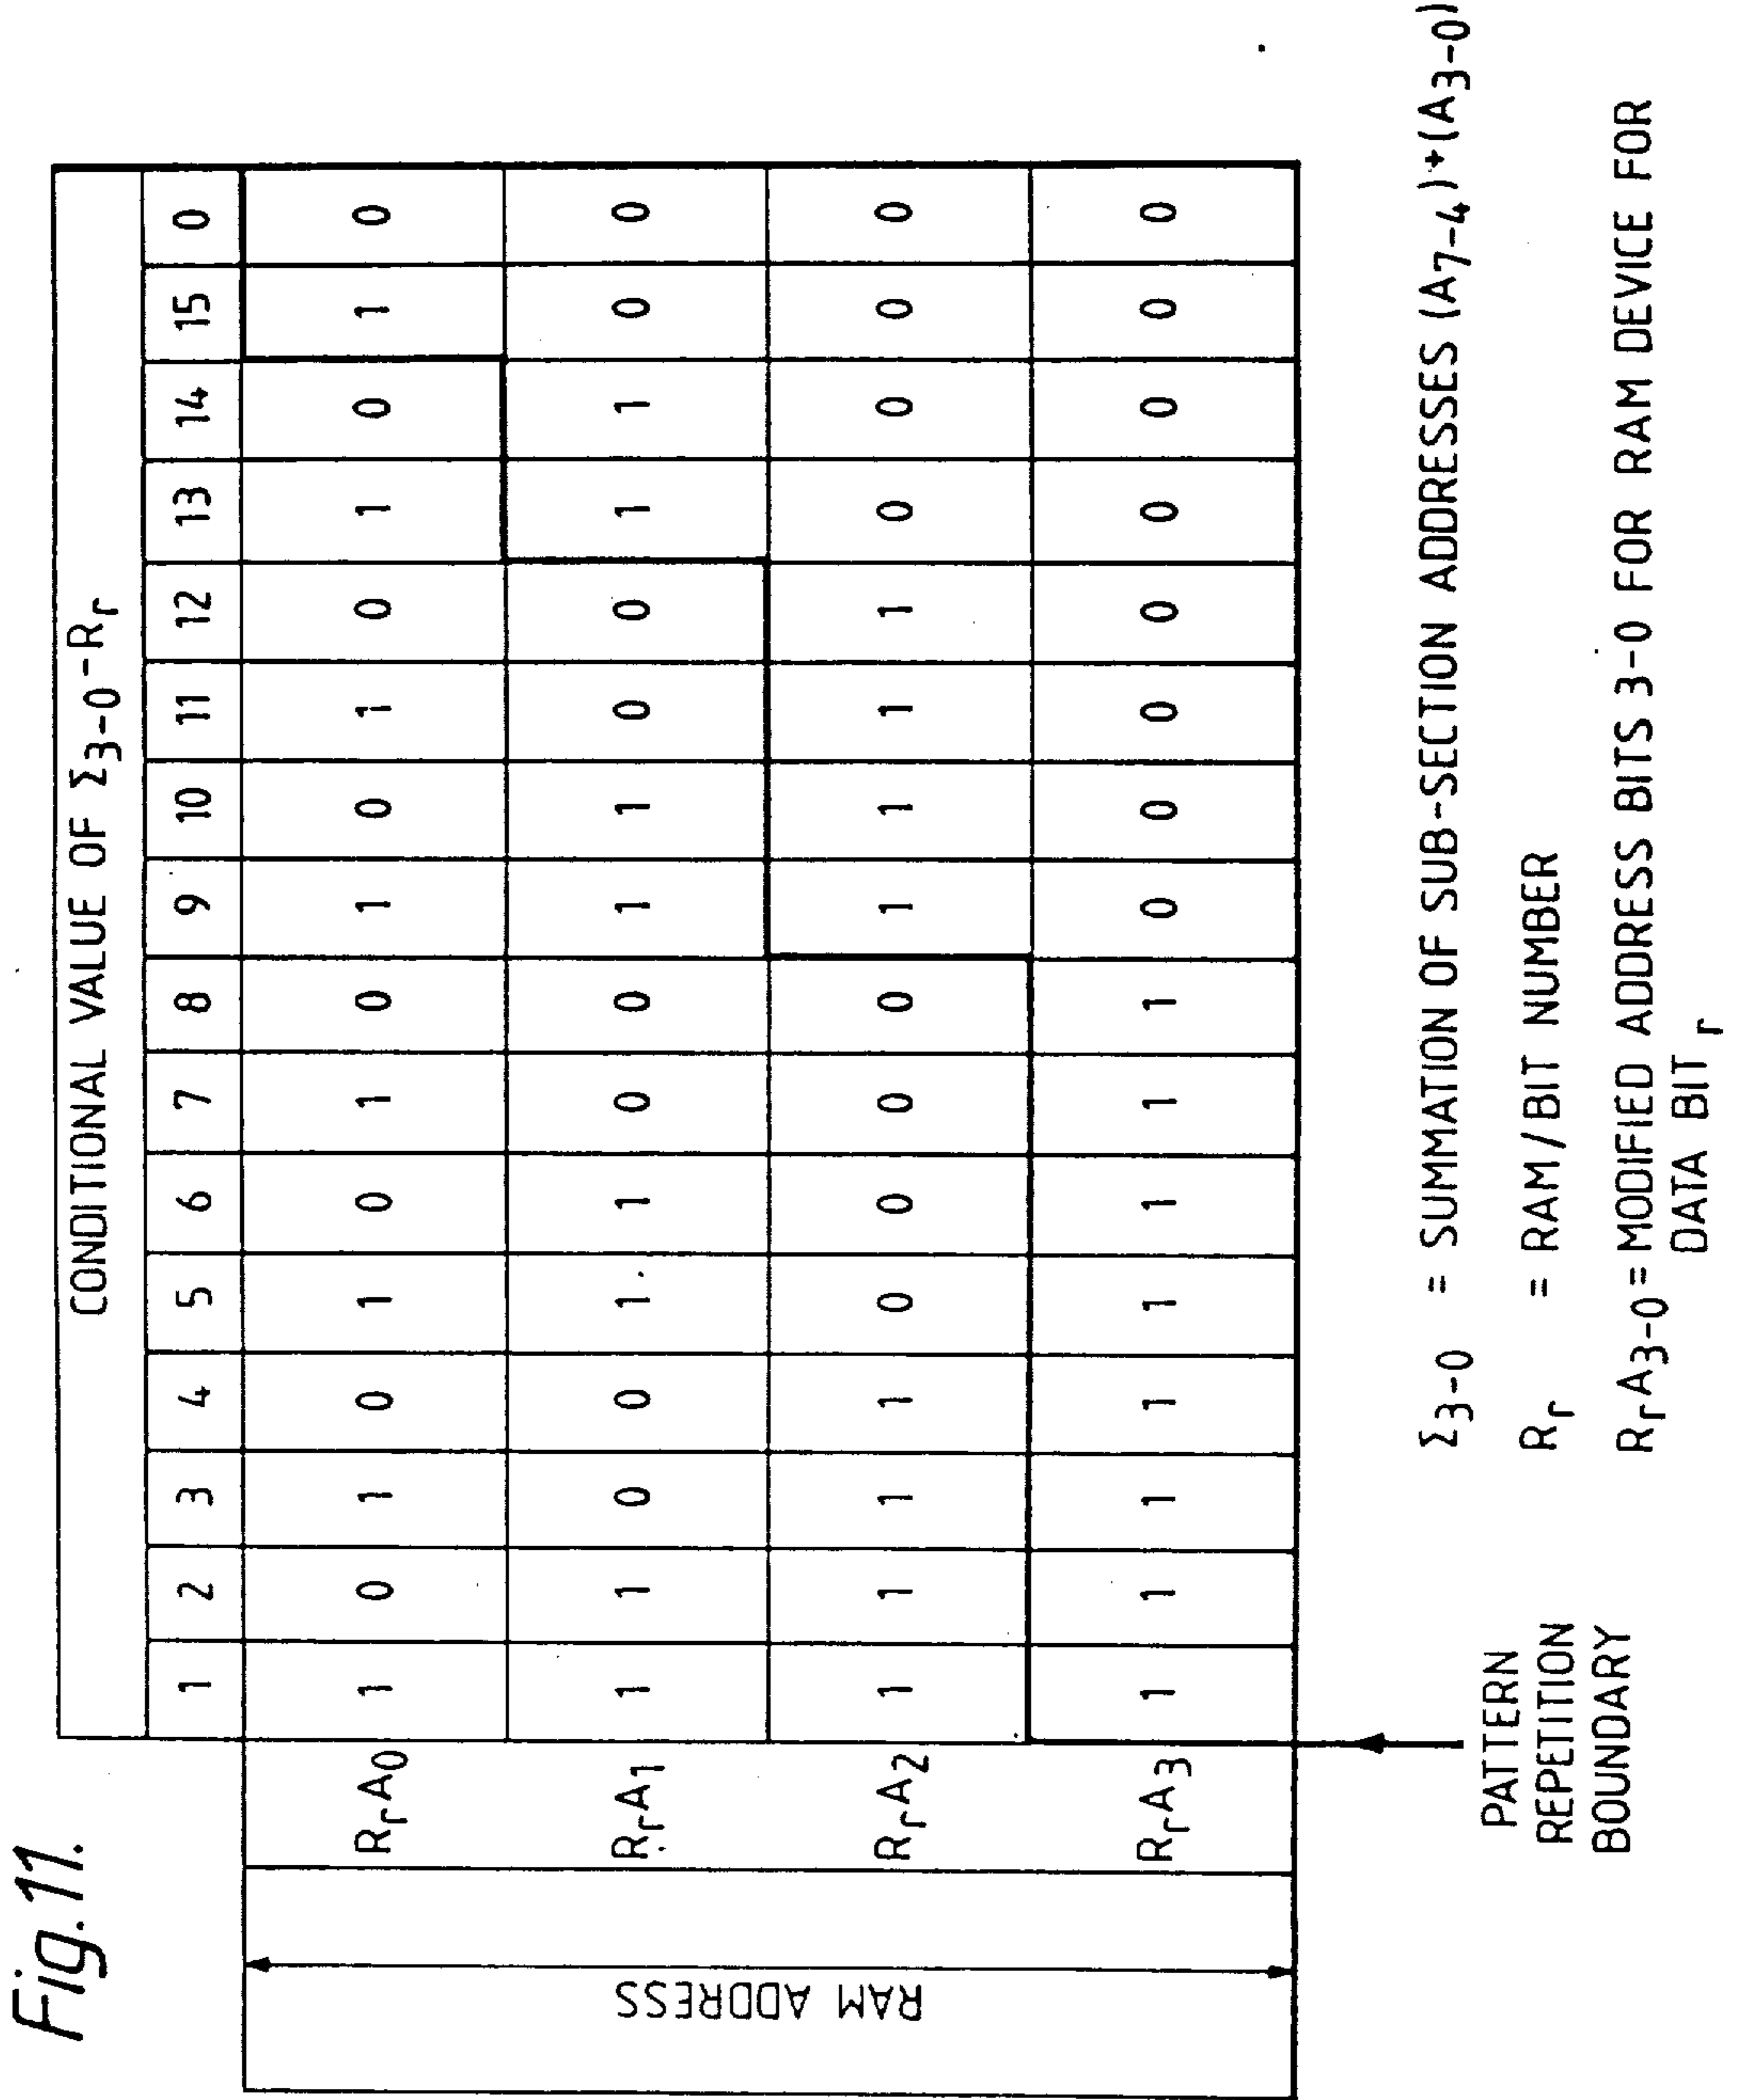 Fig.11.
CONDITIONAL VALUE OF Σ3-0-Rr
1 2 3 4 5 6 7 8 9 10 11 12 13 14 15 0
RAM ADDRESS
RrA0 1 0 1 0 1 0 1 0 1 0 1 0 1 0 1 0
RrA1 1 1 0 0 1 1 0 0 1 1 0 0 1 1 0 0
RrA2 1 1 1 1 0 0 0 0 1 1 1 1 0 0 0 0
RrA3 1 1 1 1 1 1 1 1 0 0 0 0 0 0 0 0
PATTERN
REPETITION
BOUNDARY
Σ3-0 = SUMMATION OF SUB-SECTION ADDRESSES (A7-4)+(A3-0)
Rr = RAM/BIT NUMBER
RrA3-0 = MODIFIED ADDRESS BITS 3-0 FOR RAM DEVICE FOR
DATA BIT r